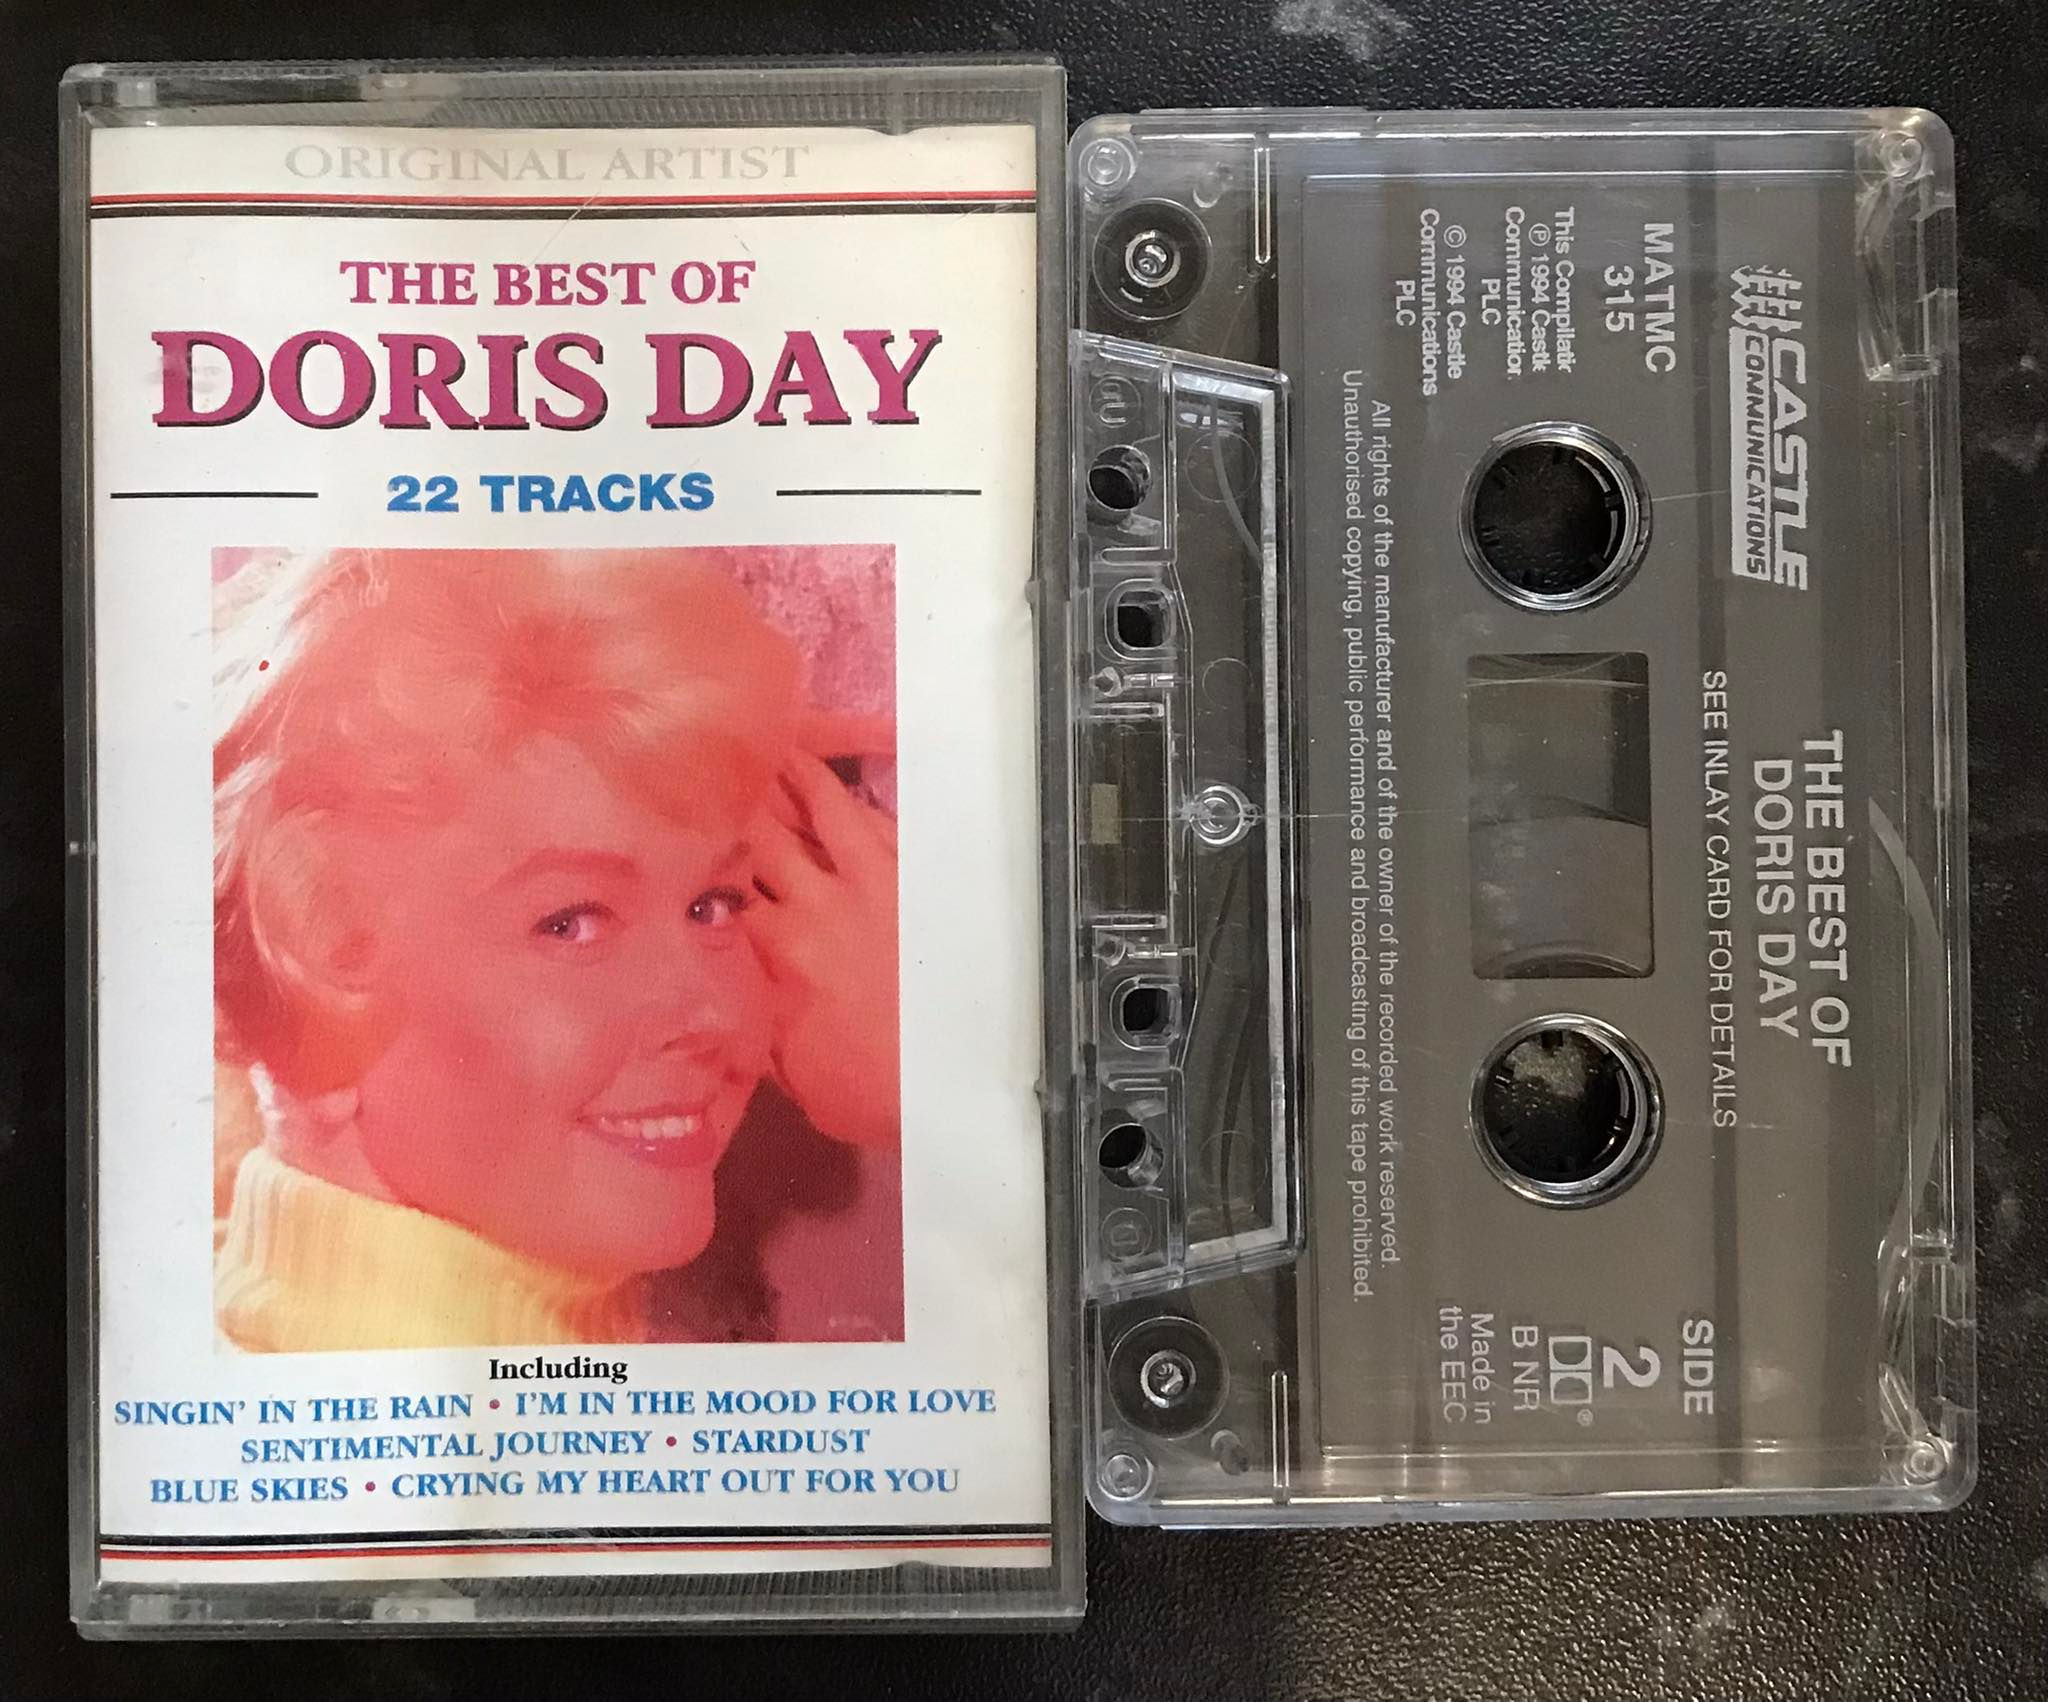 ORIGINAL ARTIST
THE BEST OF
DORIS DAY
22 TRACKS
Including
SINGIN' IN THE RAIN • I'M IN THE MOOD FOR LOVE
SENTIMENTAL JOURNEY • STARDUST
BLUE SKIES • CRYING MY HEART OUT FOR YOU
THE BEST OF
DORIS DAY
CASTLE
COMMUNICATIONS
SEE INLAY CARD FOR DETAILS
MATMC
315
This Compilatic
℗ 1994 Castle
Communication.
PLC
© 1994 Castle
Communications
PLC
SIDE
2
B NR
Made in
the EEC
All rights of the manufacturer and of the owner of the recorded work reserved.
Unauthorised copying, public performance and broadcasting of this tape prohibited.